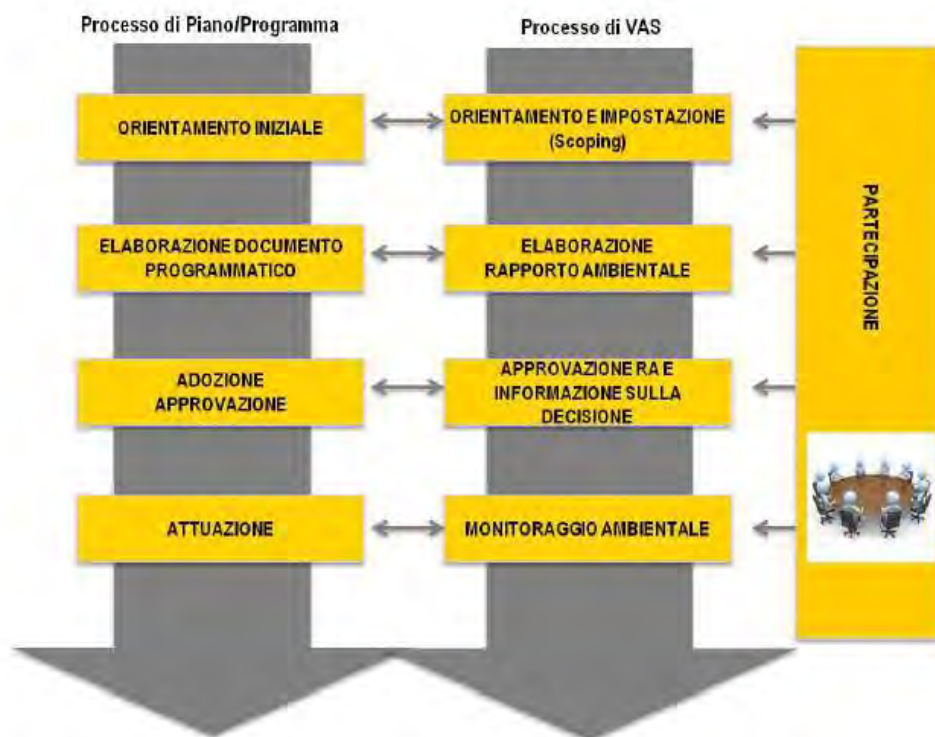 Processo di Piano/Programma
Processo di VAS
ORIENTAMENTO INIZIALE
ORIENTAMENTO E IMPOSTAZIONE
(Scoping)
ELABORAZIONE DOCUMENTO
PROGRAMMATICO
ELABORAZIONE
RAPPORTO AMBIENTALE
ADOZIONE
APPROVAZIONE
APPROVAZIONE RA E
INFORMAZIONE SULLA
DECISIONE
ATTUAZIONE
MONITORAGGIO AMBIENTALE
PARTECIPAZIONE